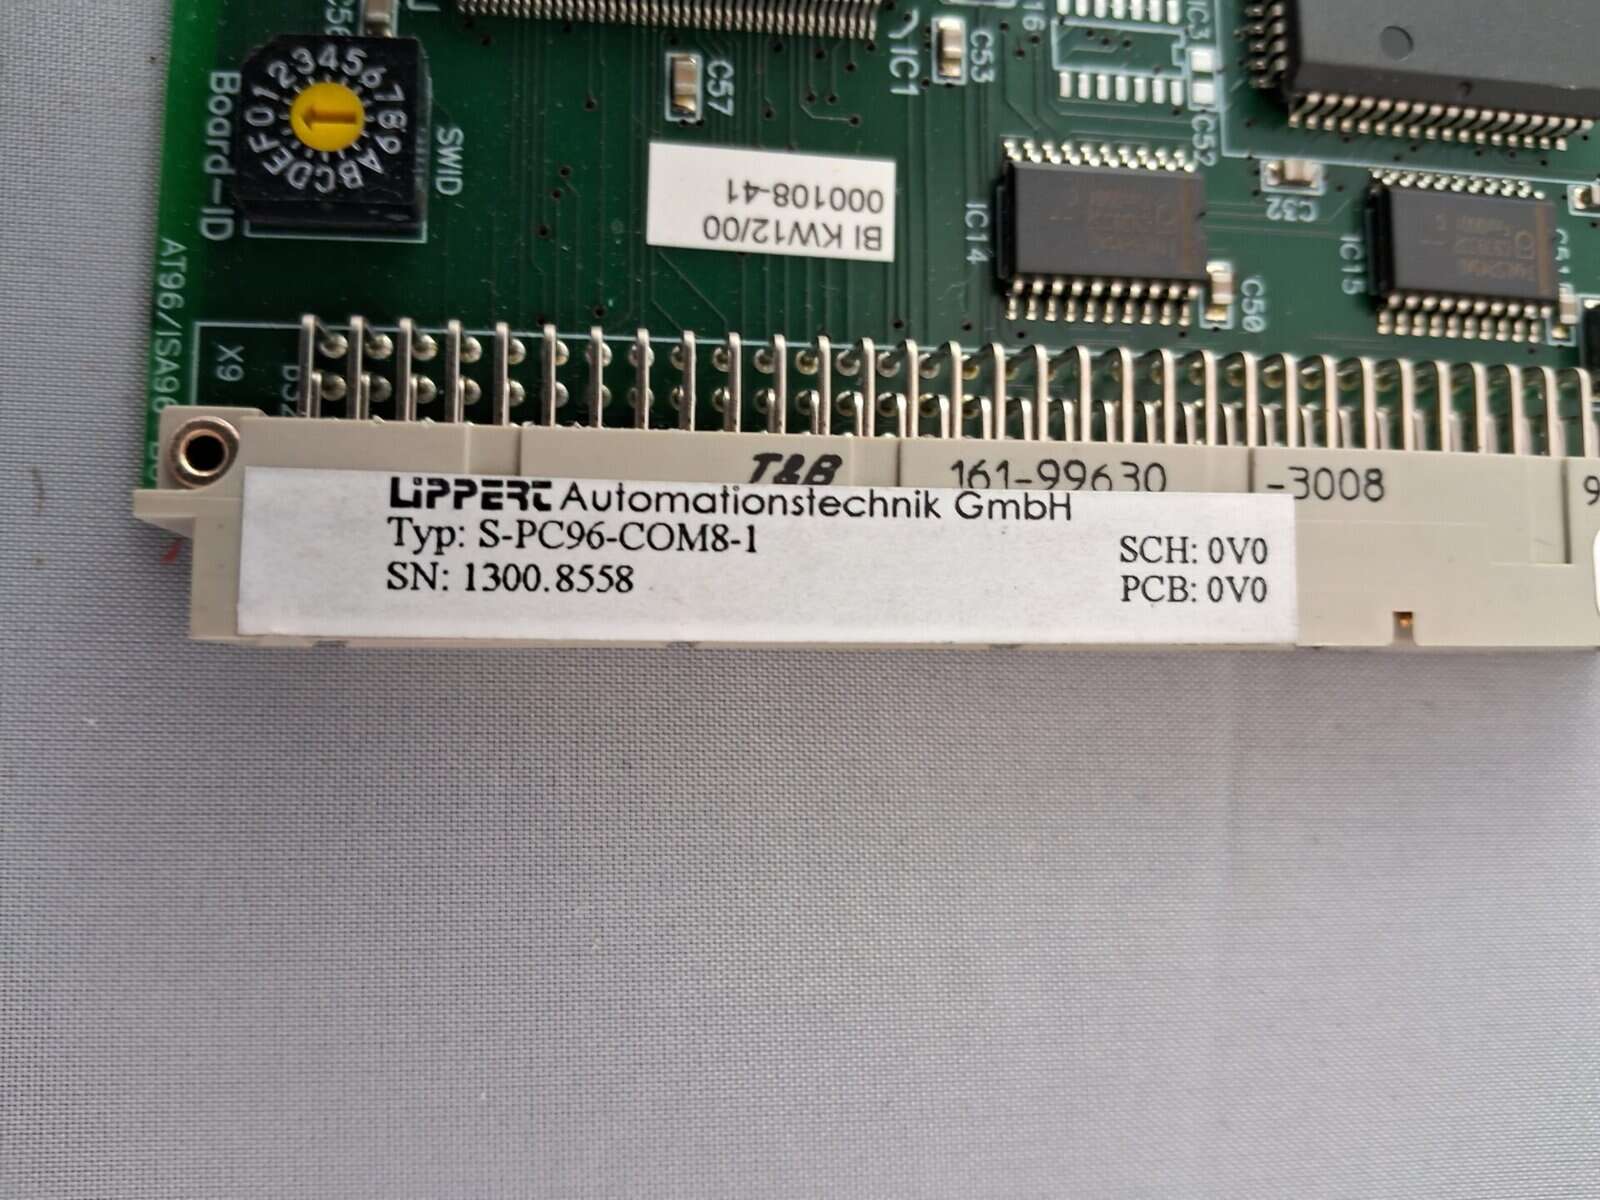 C57
IC1
C53
16
IC3
C52
0123456789ABCDEF
Board-ID
SWID
BI KW12/00
000108-41
IC14
C50
C32
IC15
AT96/ISA96
X9
T&B
161-99630
-3008
9
LiPPERT Automationstechnik GmbH
Typ: S-PC96-COM8-1
SN: 1300.8558
SCH: 0V0
PCB: 0V0